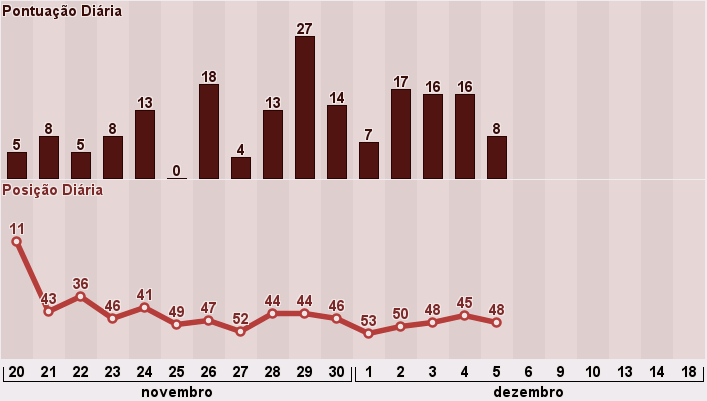 Pontuação Diária
5 8 5 8 13 0 18 4 13 27 14 7 17 16 16 8
Posição Diária
11 43 36 46 41 49 47 52 44 44 46 53 50 48 45 48
20 21 22 23 24 25 26 27 28 29 30 1 2 3 4 5 6 9 10 13 14 18
novembro dezembro